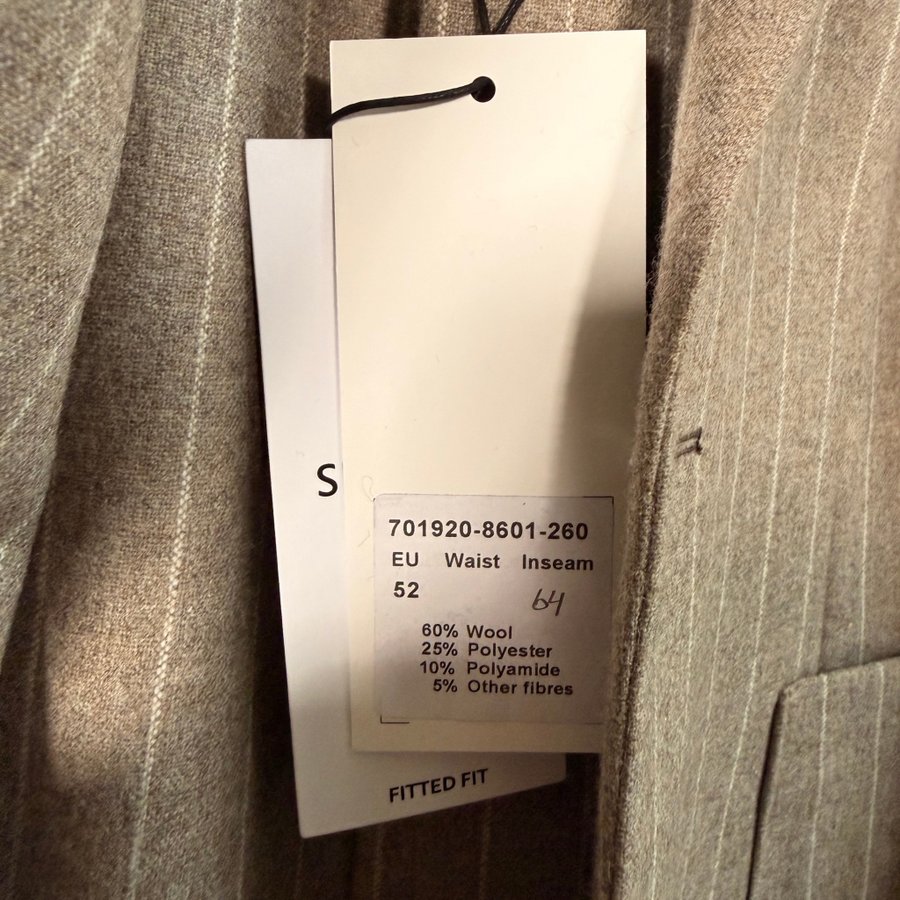 S
701920-8601-260
EU Waist Inseam
52 64
60% Wool
25% Polyester
10% Polyamide
5% Other fibres
FITTED FIT